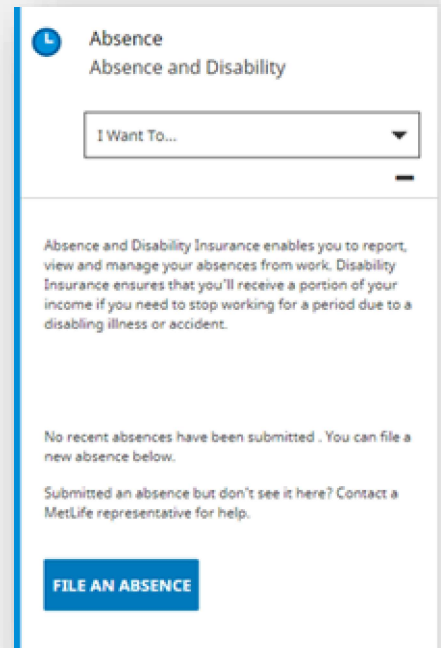 Absence
Absence and Disability
I Want To...
Absence and Disability Insurance enables you to report,
view and manage your absences from work. Disability
Insurance ensures that you'll receive a portion of your
income if you need to stop working for a period due to a
disabling illness or accident.
No recent absences have been submitted . You can file a
new absence below.
Submitted an absence but don't see it here? Contact a
MetLife representative for help.
FILE AN ABSENCE